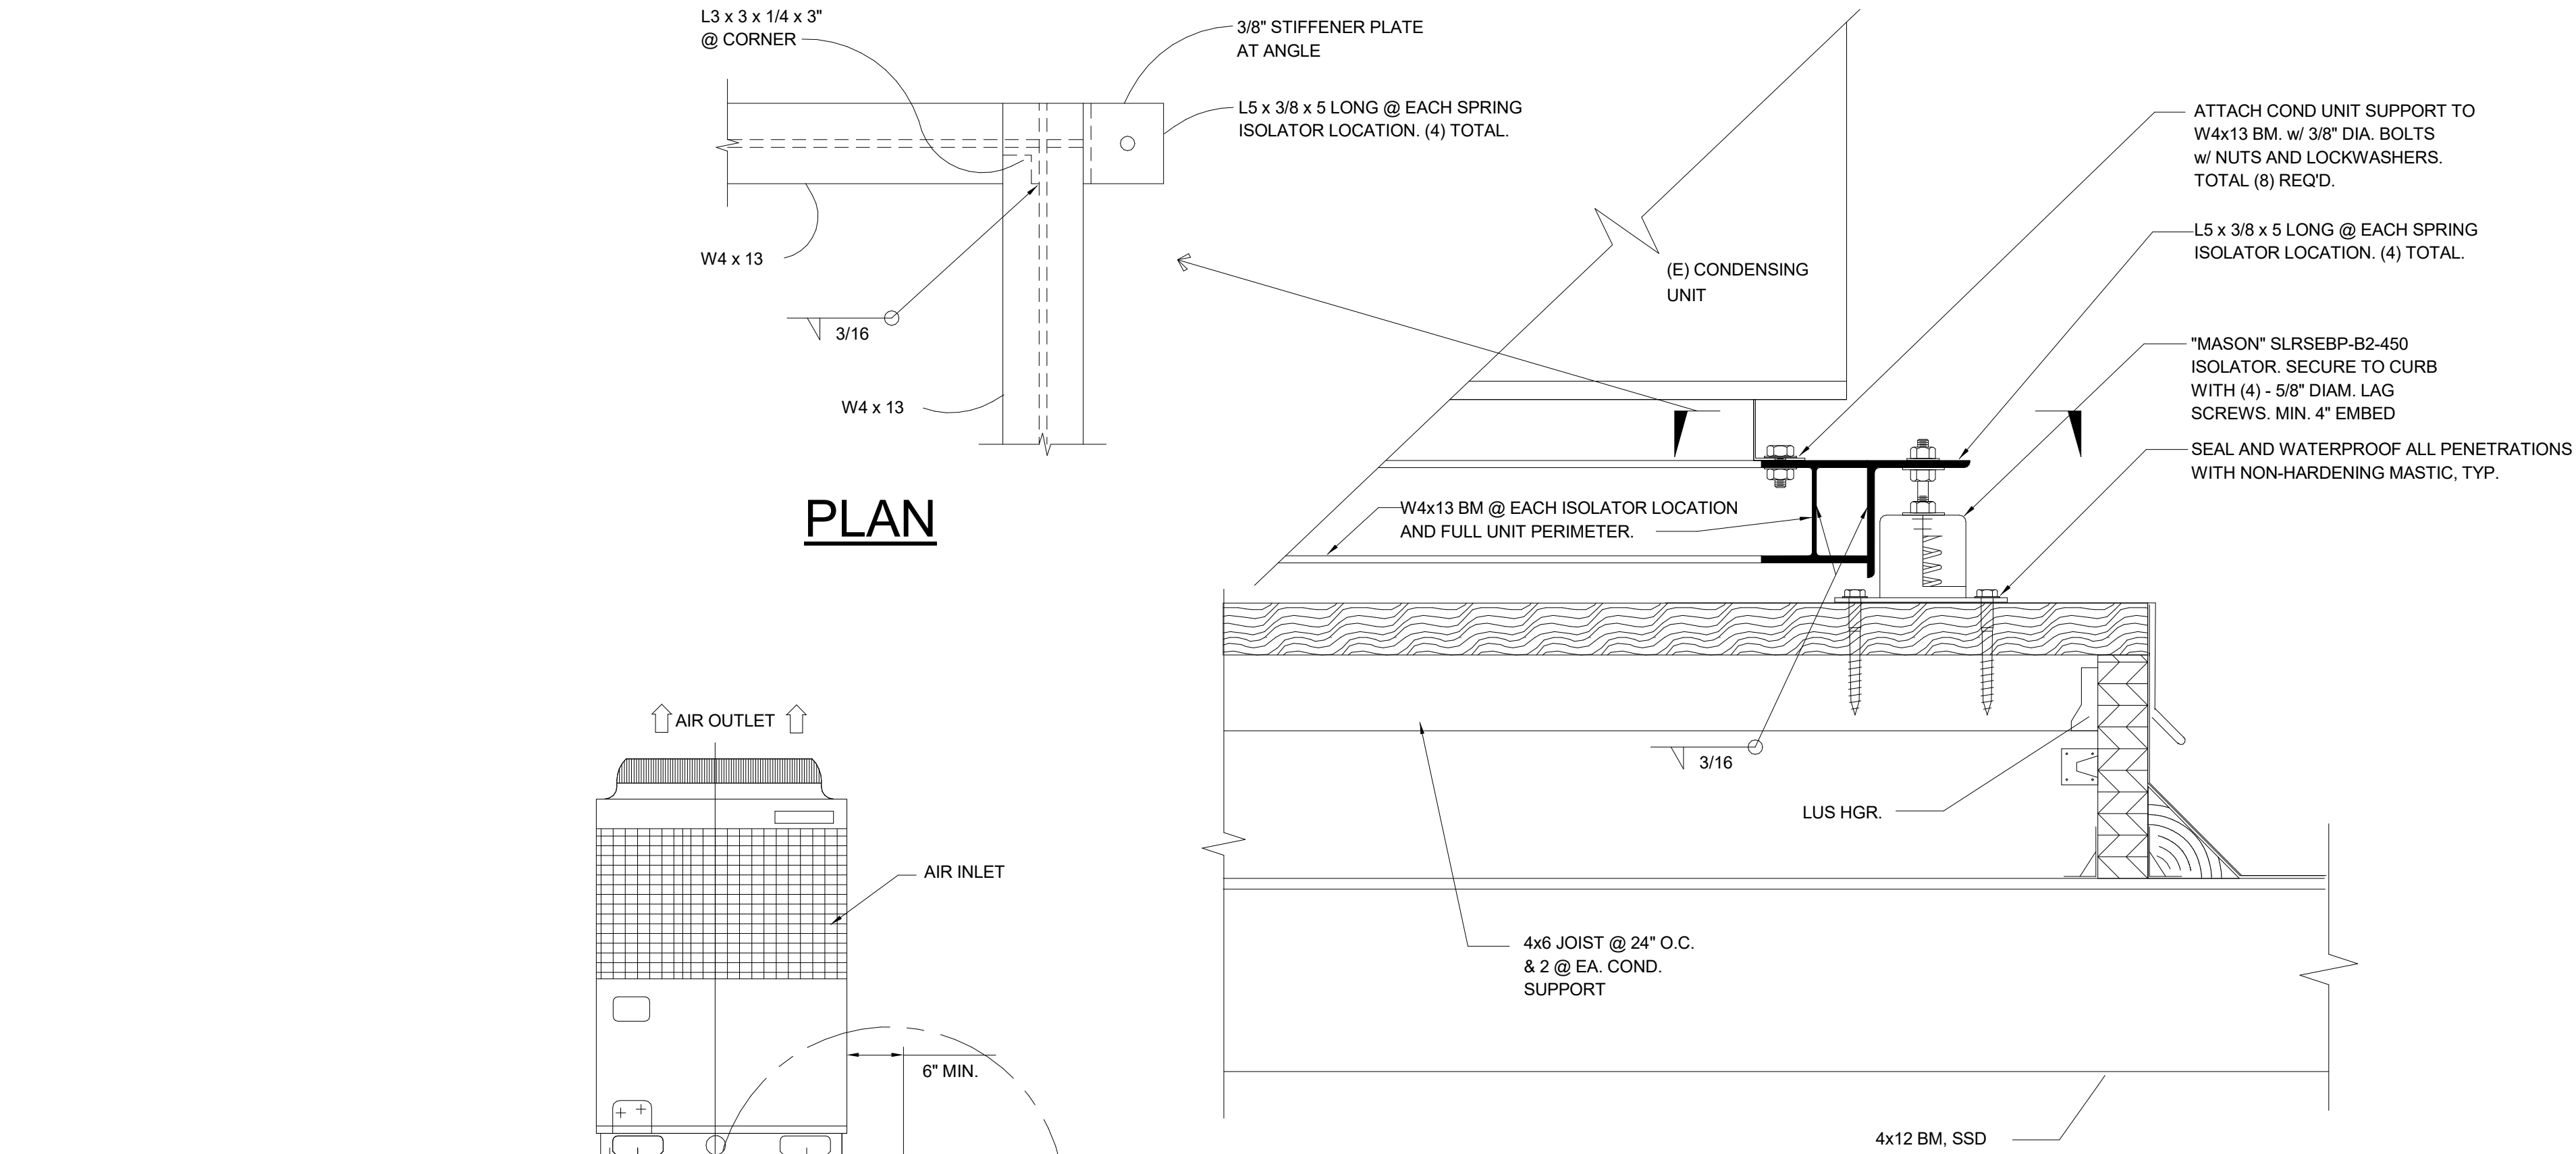 L3 x 3 x 1/4 x 3"
@ CORNER
3/8" STIFFENER PLATE
AT ANGLE
L5 x 3/8 x 5 LONG @ EACH SPRING
ISOLATOR LOCATION. (4) TOTAL.
W4 x 13
3/16
W4 x 13
PLAN
(E) CONDENSING
UNIT
ATTACH COND UNIT SUPPORT TO
W4x13 BM. w/ 3/8" DIA. BOLTS
w/ NUTS AND LOCKWASHERS.
TOTAL (8) REQ'D.
L5 x 3/8 x 5 LONG @ EACH SPRING
ISOLATOR LOCATION. (4) TOTAL.
"MASON" SLRSEBP-B2-450
ISOLATOR. SECURE TO CURB
WITH (4) - 5/8" DIAM. LAG
SCREWS. MIN. 4" EMBED
SEAL AND WATERPROOF ALL PENETRATIONS
WITH NON-HARDENING MASTIC, TYP.
W4x13 BM @ EACH ISOLATOR LOCATION
AND FULL UNIT PERIMETER.
3/16
LUS HGR.
4x6 JOIST @ 24" O.C.
& 2 @ EA. COND.
SUPPORT
4x12 BM, SSD
AIR OUTLET
AIR INLET
6" MIN.